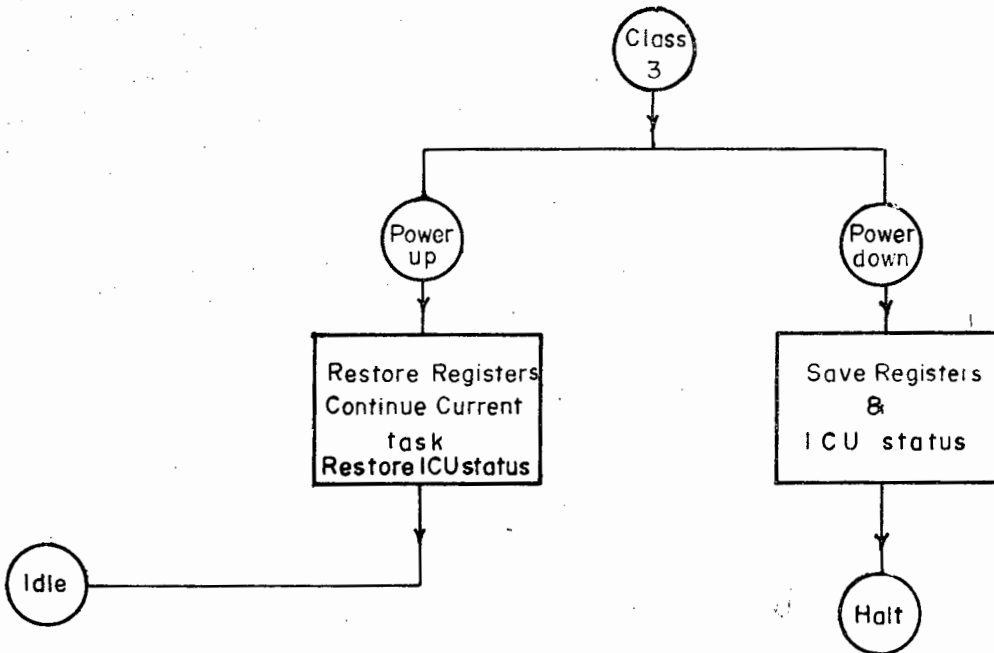 Class
3
Power
up
Power
down
Restore Registers
Continue Current
task
Restore ICU status
Save Registers
&
ICU status
Idle
Halt